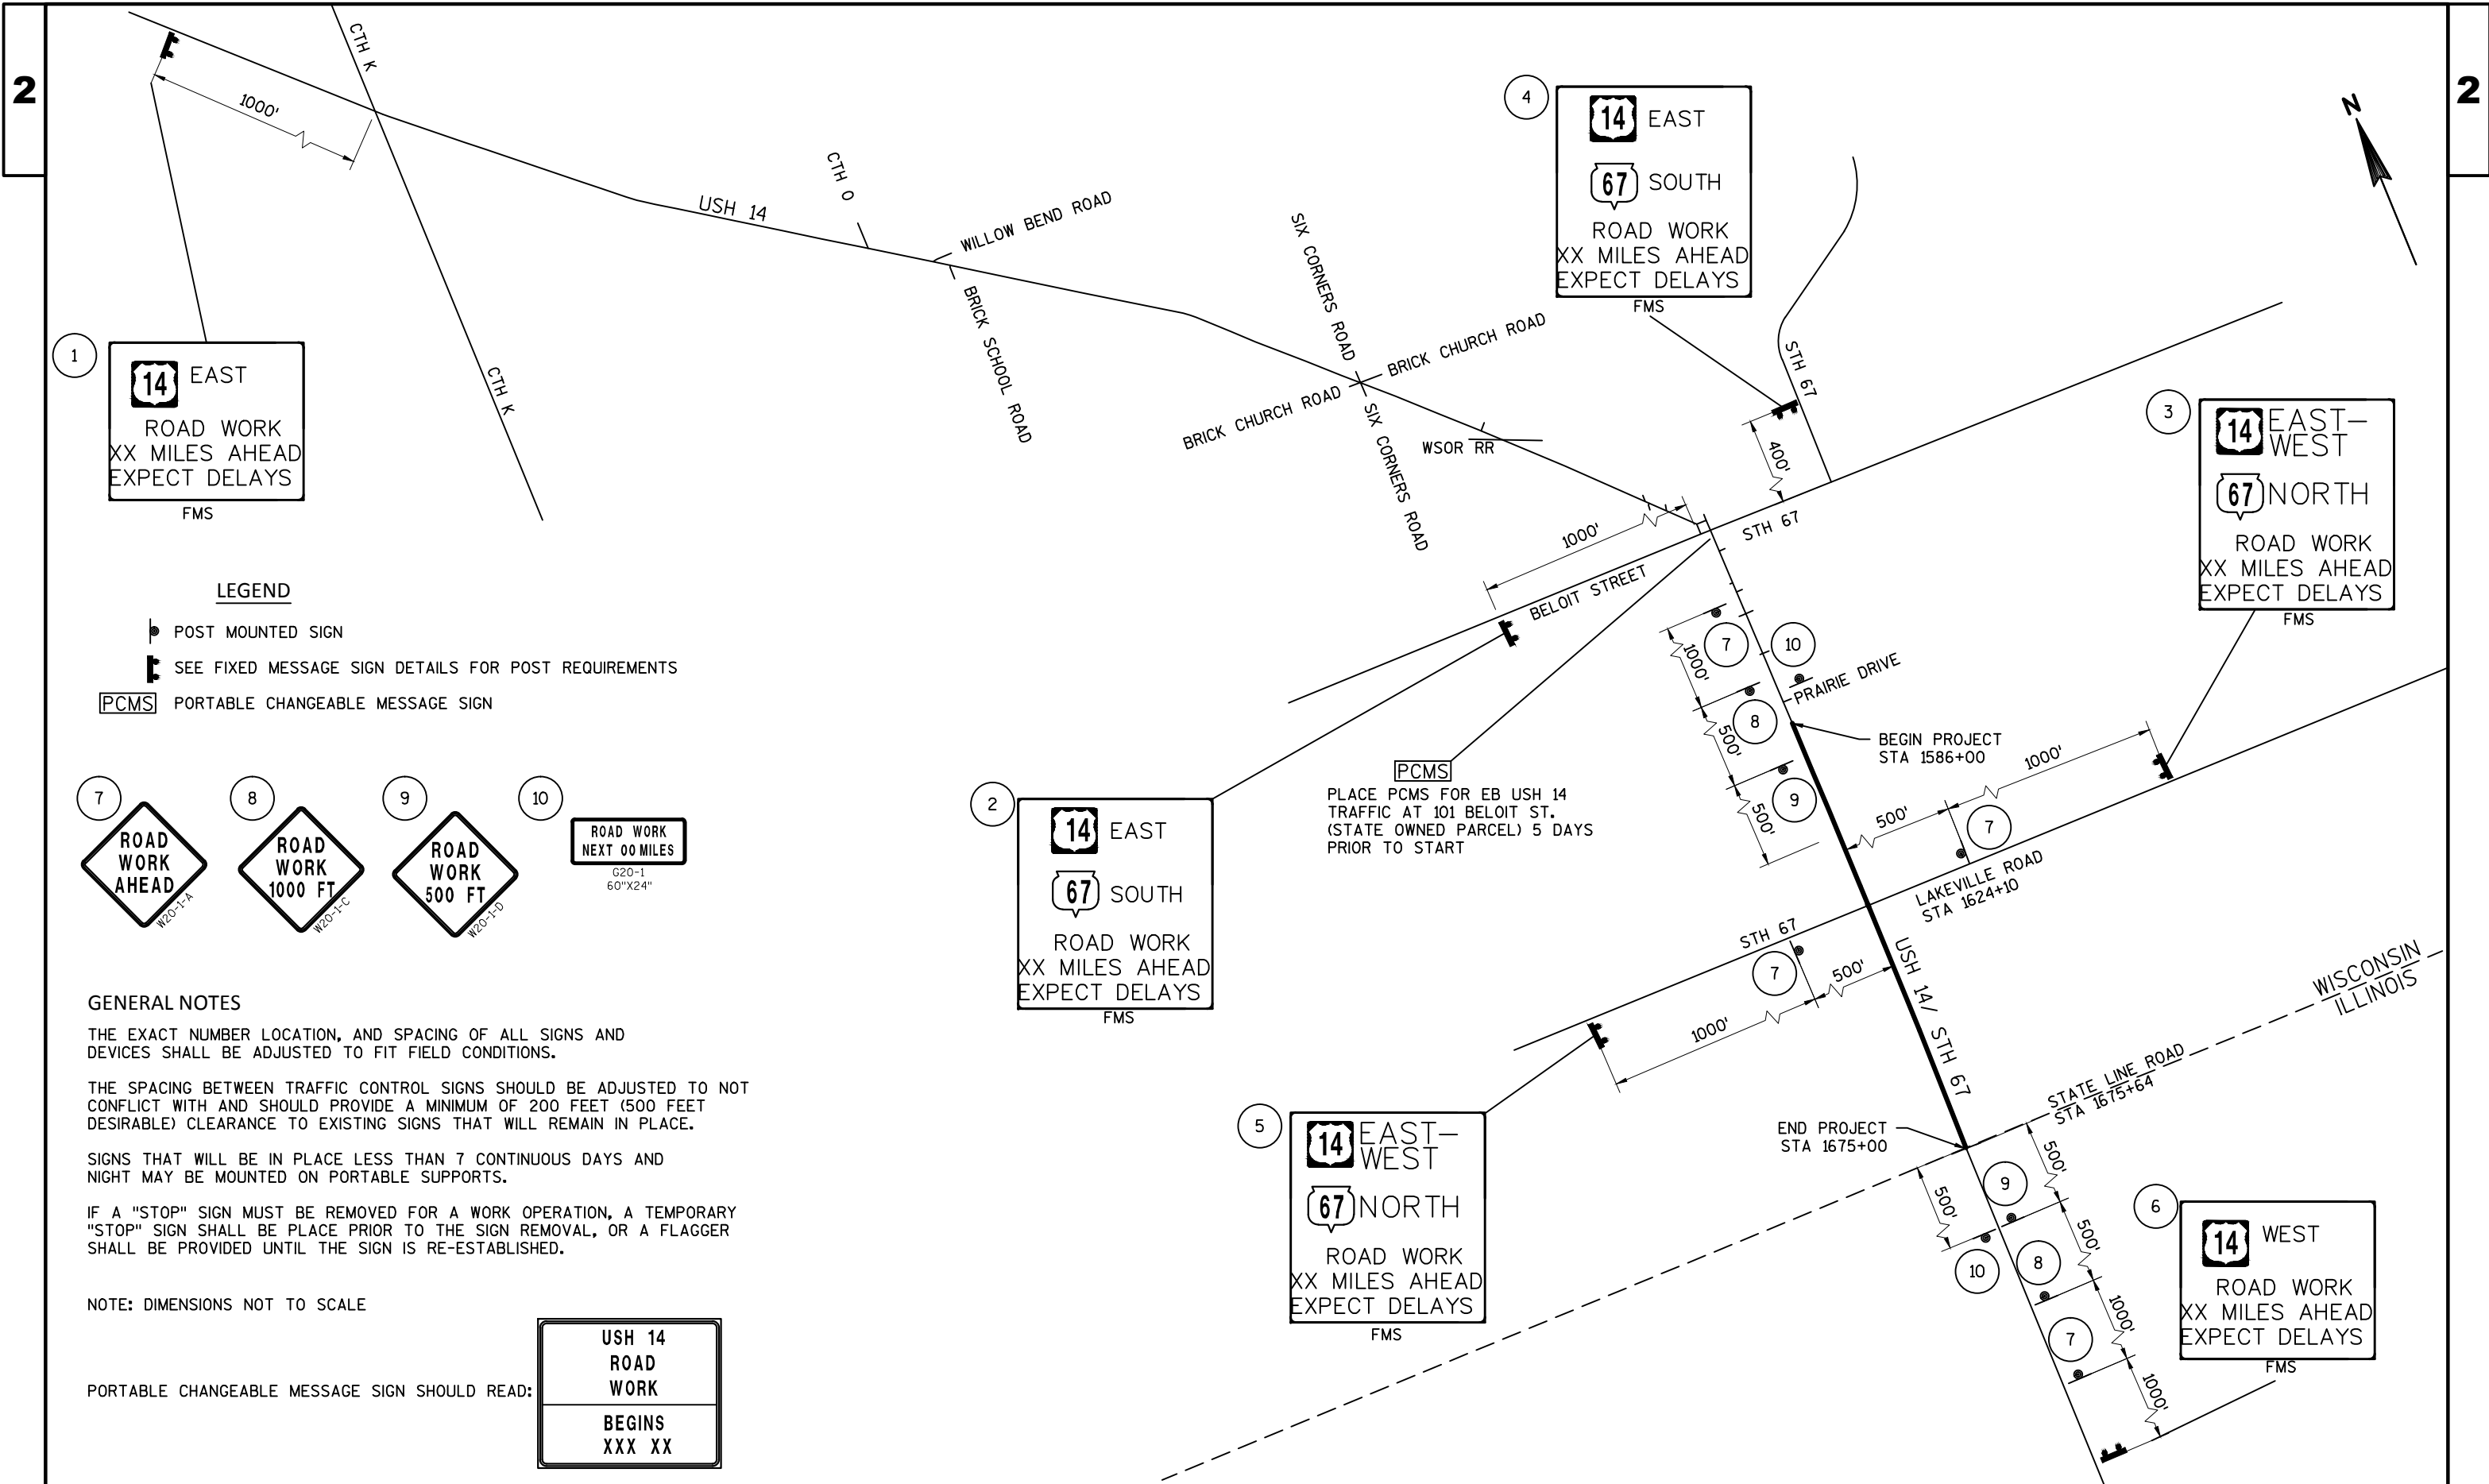 2
2
CTH K
1000'
CTH K
USH 14
CTH O
WILLOW BEND ROAD
BRICK SCHOOL ROAD
SIX CORNERS ROAD
BRICK CHURCH ROAD
BRICK CHURCH ROAD
SIX CORNERS ROAD
WSOR RR
N
1
14 EAST
ROAD WORK
XX MILES AHEAD
EXPECT DELAYS
FMS
4
14 EAST
67 SOUTH
ROAD WORK
XX MILES AHEAD
EXPECT DELAYS
FMS
STH 67
400'
STH 67
3
14 EAST-
WEST
67 NORTH
ROAD WORK
XX MILES AHEAD
EXPECT DELAYS
FMS
1000'
BELOIT STREET
LEGEND
POST MOUNTED SIGN
SEE FIXED MESSAGE SIGN DETAILS FOR POST REQUIREMENTS
PCMS PORTABLE CHANGEABLE MESSAGE SIGN
7
ROAD
WORK
AHEAD
W20-1-A
8
ROAD
WORK
1000 FT
W20-1-C
9
ROAD
WORK
500 FT
W20-1-D
10
ROAD WORK
NEXT 00 MILES
G20-1
60"X24"
2
14 EAST
67 SOUTH
ROAD WORK
XX MILES AHEAD
EXPECT DELAYS
FMS
PCMS
PLACE PCMS FOR EB USH 14
TRAFFIC AT 101 BELOIT ST.
(STATE OWNED PARCEL) 5 DAYS
PRIOR TO START
7
10
1000'
PRAIRIE DRIVE
8
500'
9
500'
BEGIN PROJECT
STA 1586+00
1000'
500'
7
LAKEVILLE ROAD
STA 1624+10
STH 67
7
500'
1000'
USH 14/ STH 67
WISCONSIN
ILLINOIS
STATE LINE ROAD
STA 1675+64
END PROJECT
STA 1675+00
5
14 EAST-
WEST
67 NORTH
ROAD WORK
XX MILES AHEAD
EXPECT DELAYS
FMS
500'
9
500'
10
8
500'
7
1000'
1000'
6
14 WEST
ROAD WORK
XX MILES AHEAD
EXPECT DELAYS
FMS
GENERAL NOTES
THE EXACT NUMBER LOCATION, AND SPACING OF ALL SIGNS AND
DEVICES SHALL BE ADJUSTED TO FIT FIELD CONDITIONS.
THE SPACING BETWEEN TRAFFIC CONTROL SIGNS SHOULD BE ADJUSTED TO NOT
CONFLICT WITH AND SHOULD PROVIDE A MINIMUM OF 200 FEET (500 FEET
DESIRABLE) CLEARANCE TO EXISTING SIGNS THAT WILL REMAIN IN PLACE.
SIGNS THAT WILL BE IN PLACE LESS THAN 7 CONTINUOUS DAYS AND
NIGHT MAY BE MOUNTED ON PORTABLE SUPPORTS.
IF A "STOP" SIGN MUST BE REMOVED FOR A WORK OPERATION, A TEMPORARY
"STOP" SIGN SHALL BE PLACE PRIOR TO THE SIGN REMOVAL, OR A FLAGGER
SHALL BE PROVIDED UNTIL THE SIGN IS RE-ESTABLISHED.
NOTE: DIMENSIONS NOT TO SCALE
PORTABLE CHANGEABLE MESSAGE SIGN SHOULD READ:
USH 14
ROAD
WORK
BEGINS
XXX XX